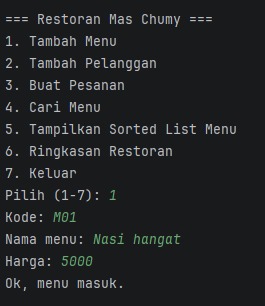 === Restoran Mas Chumy ===
1. Tambah Menu
2. Tambah Pelanggan
3. Buat Pesanan
4. Cari Menu
5. Tampilkan Sorted List Menu
6. Ringkasan Restoran
7. Keluar
Pilih (1-7): 1
Kode: M01
Nama menu: Nasi hangat
Harga: 5000
Ok, menu masuk.